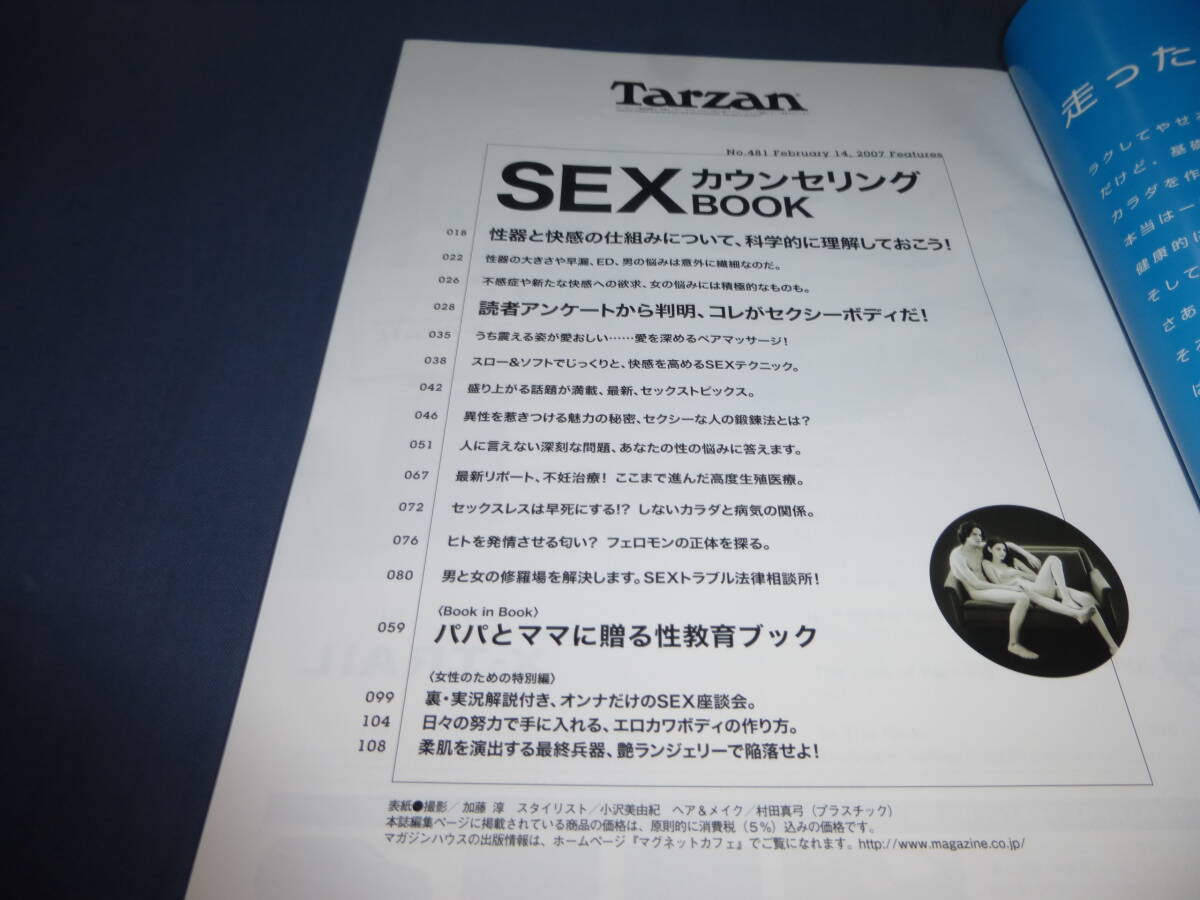 Tarzan
No.481 February 14, 2007 Features
SEX カウンセリング
BOOK
018 性器と快感の仕組みについて、科学的に理解しておこう!
022 性器の大きさや早漏、ED、男の悩みは意外に繊細なのだ。
026 不感症や新たな快感への欲求、女の悩みには積極的なものも。
028 読者アンケートから判明、コレがセクシーボディだ!
035 うち震える姿が愛おしい……愛を深めるペアマッサージ!
038 スロー&ソフトでじっくりと、快感を高めるSEXテクニック。
042 盛り上がる話題が満載、最新、セックストピックス。
046 異性を惹きつける魅力の秘密、セクシーな人の鍛錬法とは?
051 人に言えない深刻な問題、あなたの性の悩みに答えます。
067 最新リポート、不妊治療! ここまで進んだ高度生殖医療。
072 セックスレスは早死にする!? しないカラダと病気の関係。
076 ヒトを発情させる匂い? フェロモンの正体を探る。
080 男と女の修羅場を解決します。SEXトラブル法律相談所!
〈Book in Book〉
059 パパとママに贈る性教育ブック
〈女性のための特別編〉
099 裏・実況解説付き、オンナだけのSEX座談会。
104 日々の努力で手に入れる、エロカワボディの作り方。
108 柔肌を演出する最終兵器、艶ランジェリーで陥落せよ!
表紙●撮影/加藤 淳 スタイリスト/小沢美由紀 ヘア&メイク/村田真弓(プラスチック)
本誌編集ページに掲載されている商品の価格は、原則的に消費税(5%)込みの価格です。
マガジンハウスの出版情報は、ホームページ『マグネットカフェ』でご覧になれます。http://www.magazine.co.jp/
走った
ラクしてやせ
だけど、基礎
カラダを作
本当は一
健康的に
そして
さあ
そ
に